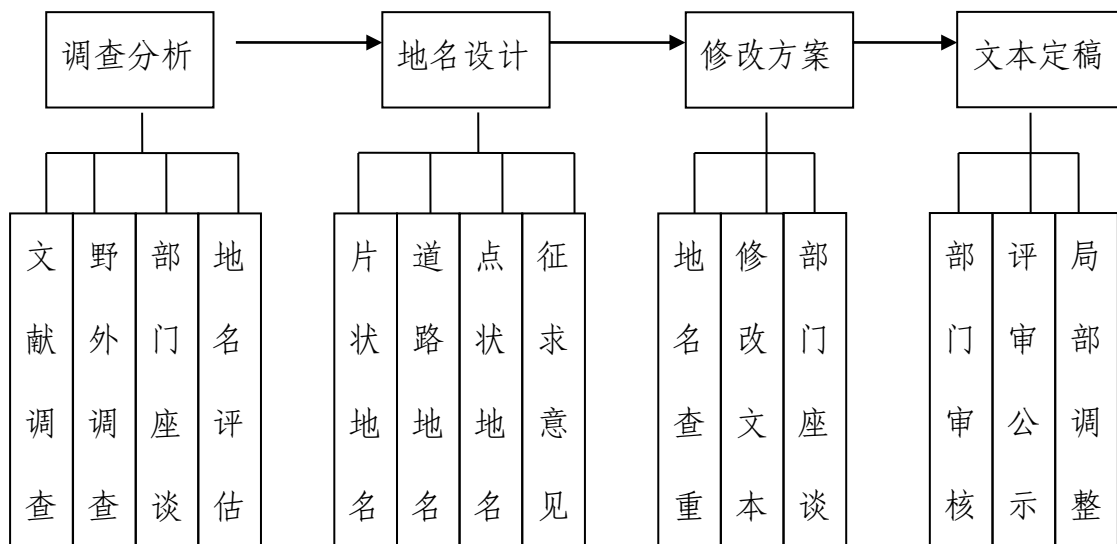 调查分析
地名设计
修改方案
文本定稿
文献调查
野外调查
部门座谈
地名评估
片状地名
道路地名
点状地名
征求意见
地名查重
修改文本
部门座谈
部门审核
评审公示
局部调整